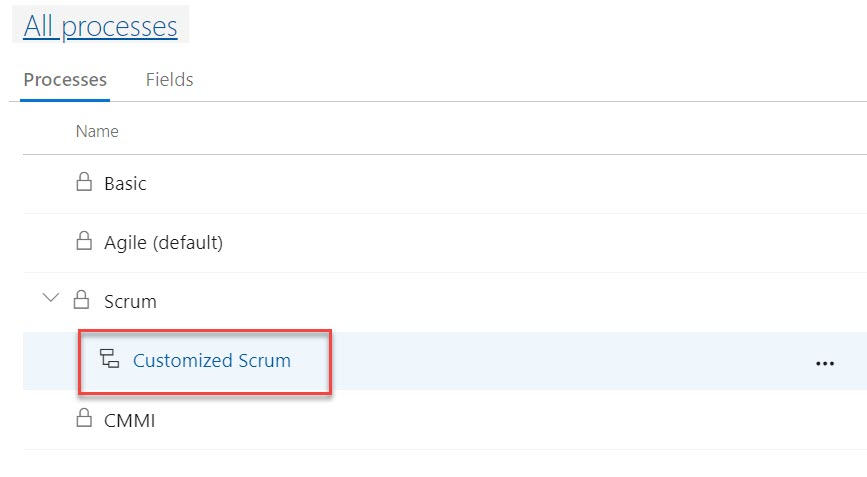 All processes
Processes Fields
Name
Basic
Agile (default)
Scrum
Customized Scrum
CMMI